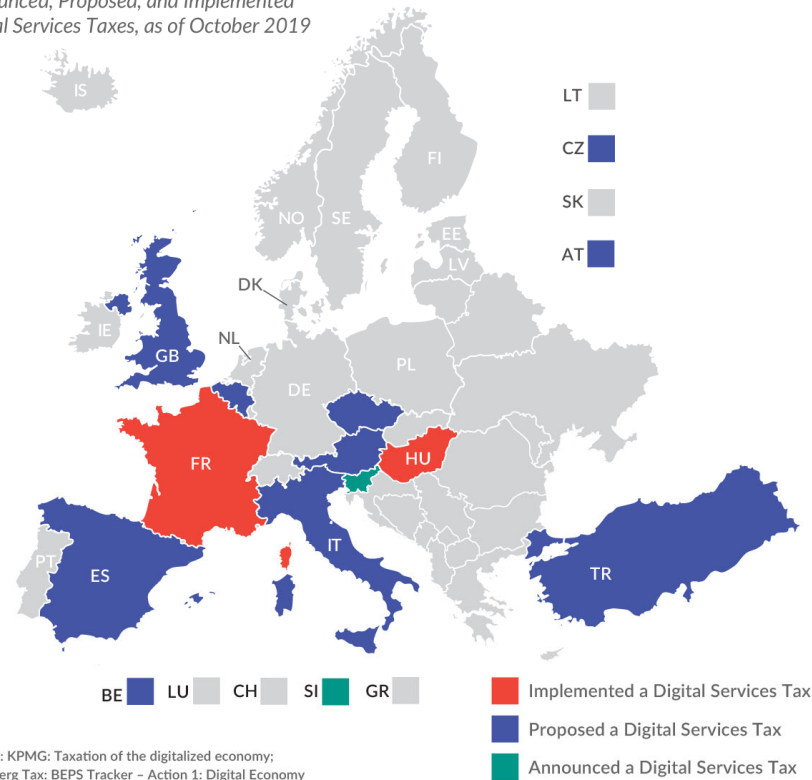 Proposed, and Implemented
Services Taxes, as of October 2019
IS
LT
FI
CZ
SK
NO
SE
EE
AT
LV
DK
IE
NL
GB
PL
DE
FR
HU
IT
PT
ES
TR
BE
LU
CH
SI
GR
Implemented a Digital Services Tax
Proposed a Digital Services Tax
Announced a Digital Services Tax
: KPMG: Taxation of the digitalized economy;
Tax: BEPS Tracker – Action 1: Digital Economy